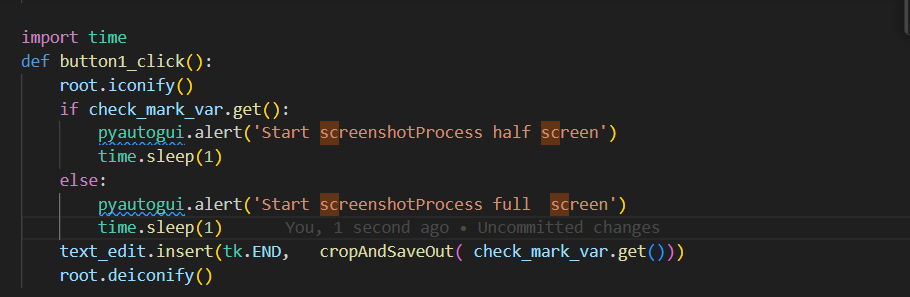 import time
def button1_click():
    root.iconify()
    if check_mark_var.get():
        pyautogui.alert('Start screenshotProcess half screen')
        time.sleep(1)
    else:
        pyautogui.alert('Start screenshotProcess full  screen')
        time.sleep(1)      You, 1 second ago • Uncommitted changes
    text_edit.insert(tk.END,   cropAndSaveOut( check_mark_var.get()))
    root.deiconify()